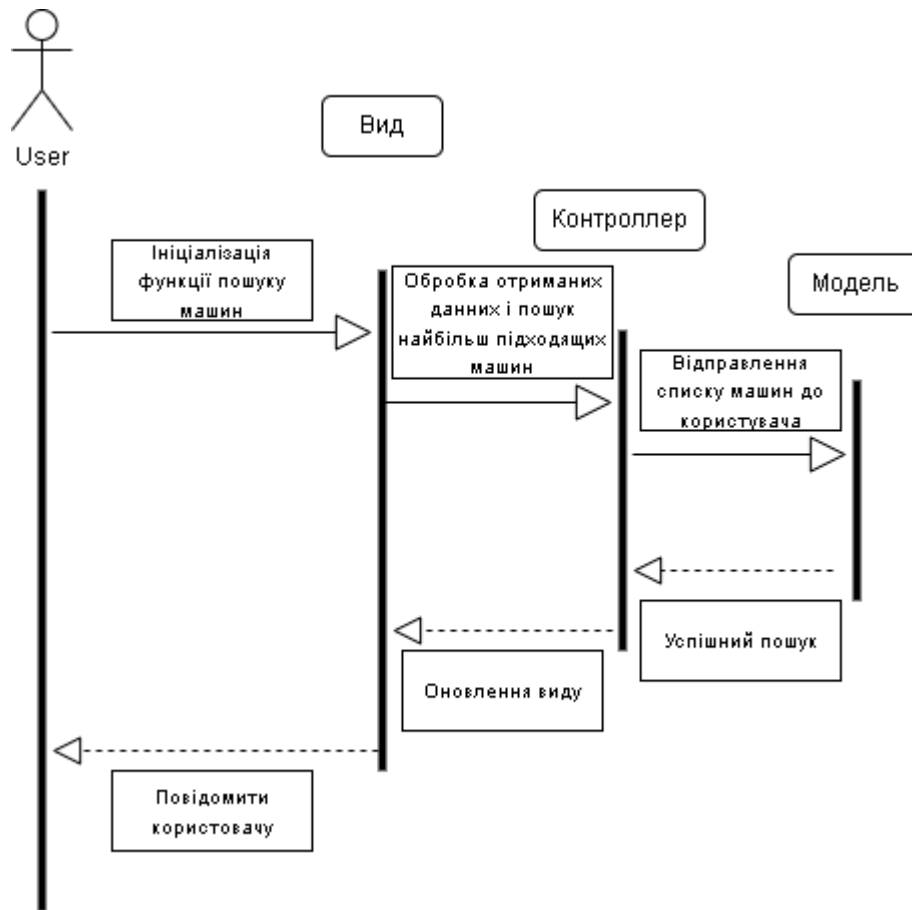 User
Вид
Контроллер
Модель
Ініціалізація
функції пошуку
машин
Обробка отриманих
данних і пошук
найбільш підходящих
машин
Відправлення
списку машин до
користувача
Успішний пошук
Оновлення виду
Повідомити
користовачу